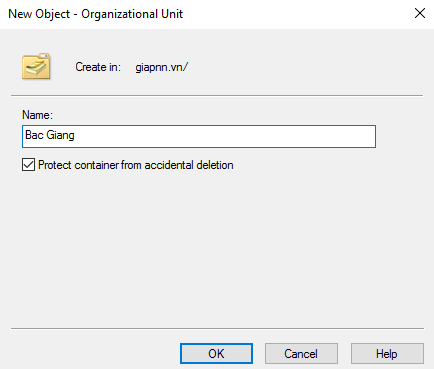 New Object - Organizational Unit
Create in: giapnn.vn/
Name:
Bac Giang
Protect container from accidental deletion
OK Cancel Help